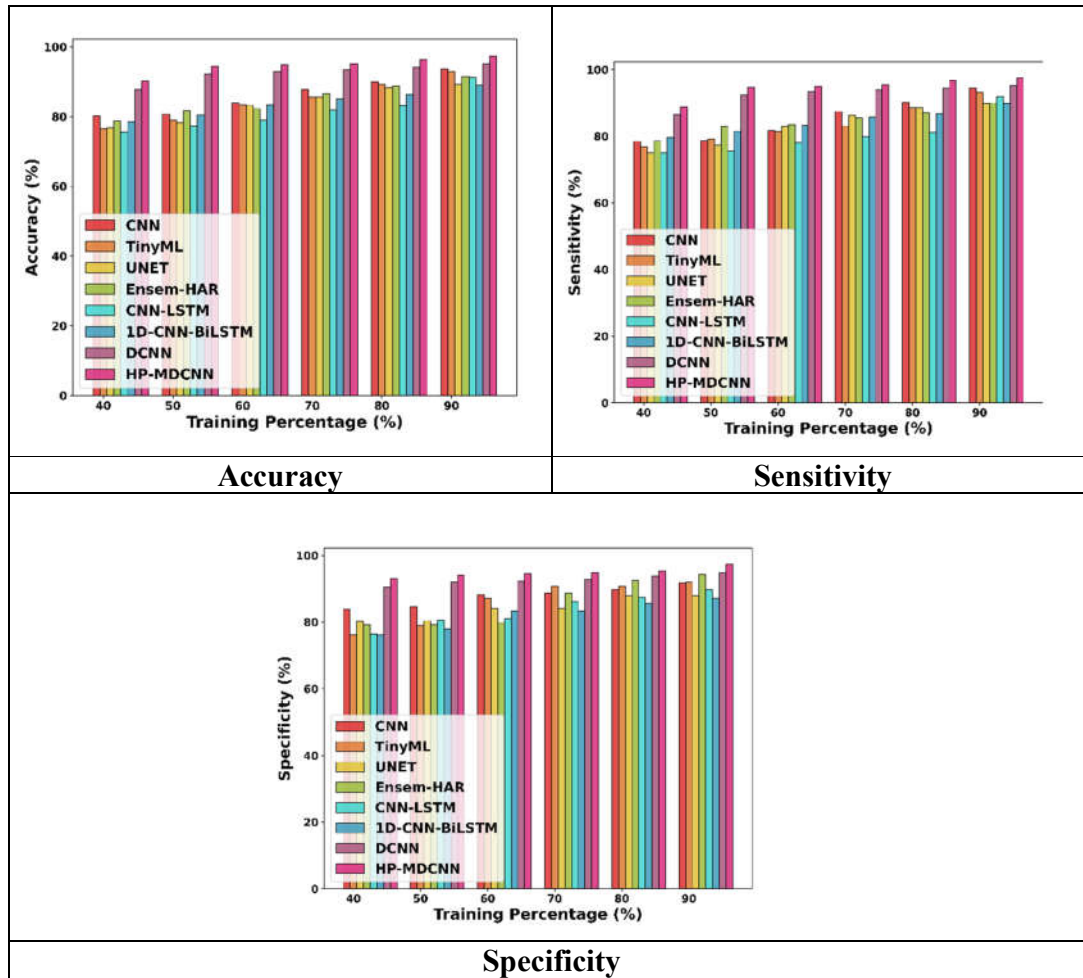 100
80
60
40
20
0
Accuracy (%)
CNN
TinyML
UNET
Ensem-HAR
CNN-LSTM
1D-CNN-BiLSTM
DCNN
HP-MDCNN
40 50 60 70 80 90
Training Percentage (%)
Accuracy
100
80
60
40
20
0
Sensitivity (%)
CNN
TinyML
UNET
Ensem-HAR
CNN-LSTM
1D-CNN-BiLSTM
DCNN
HP-MDCNN
40 50 60 70 80 90
Training Percentage (%)
Sensitivity
100
80
60
40
20
0
Specificity (%)
CNN
TinyML
UNET
Ensem-HAR
CNN-LSTM
1D-CNN-BiLSTM
DCNN
HP-MDCNN
40 50 60 70 80 90
Training Percentage (%)
Specificity